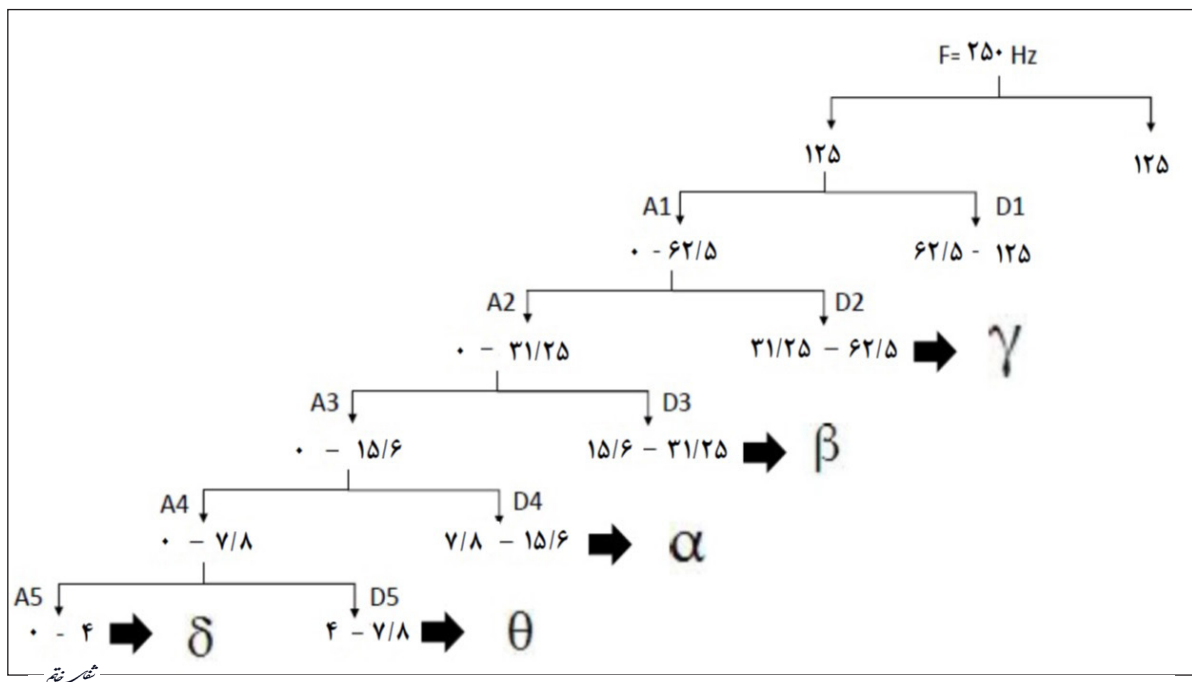 F= ۲۵۰ Hz
۱۲۵ ۱۲۵
A1 D1
۰ - ۶۲/۵ ۶۲/۵ - ۱۲۵
A2 D2
۰ – ۳۱/۲۵ ۳۱/۲۵ – ۶۲/۵ γ
A3 D3
۰ – ۱۵/۶ ۱۵/۶ – ۳۱/۲۵ β
A4 D4
۰ – ۷/۸ ۷/۸ – ۱۵/۶ α
A5 D5
۰ - ۴ δ ۴ – ۷/۸ θ
شفای خاتم